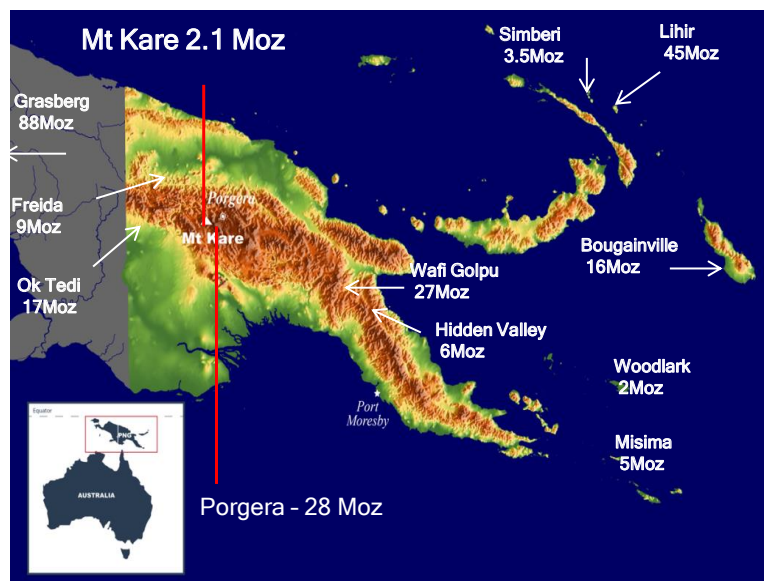 Mt Kare 2.1 Moz
Simberi
3.5Moz
Lihir
45Moz
Grasberg
88Moz
Freida
9Moz
Porgera
Mt Kare
Ok Tedi
17Moz
Wafi Golpu
27Moz
Bougainville
16Moz
Hidden Valley
6Moz
Woodlark
2Moz
Port
Moresby
Misima
5Moz
Equator
PNG
AUSTRALIA
Porgera – 28 Moz